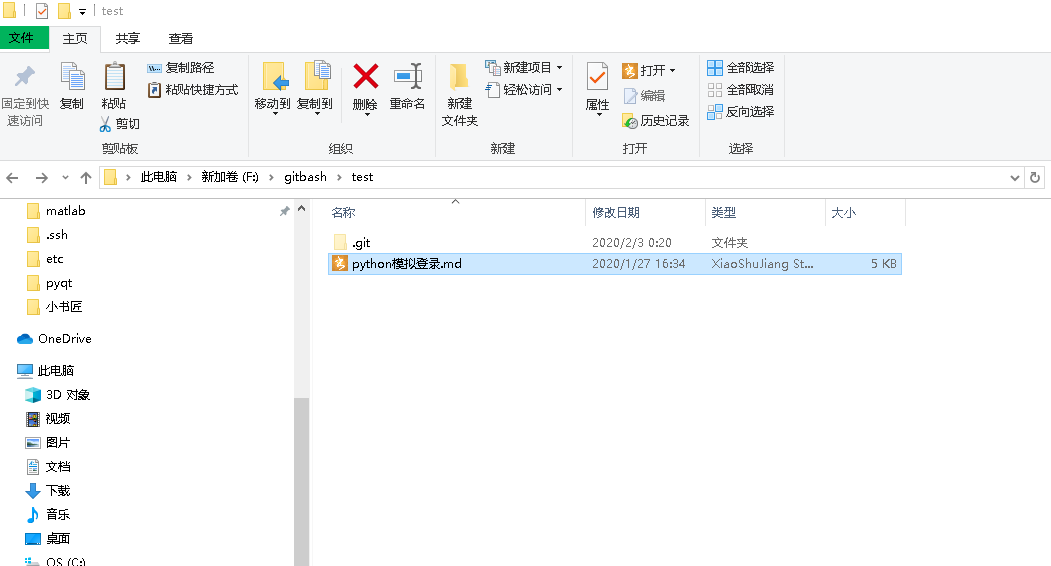 test
文件 主页 共享 查看
固定到快速访问
复制
粘贴
复制路径
粘贴快捷方式
剪切
剪贴板
移动到
复制到
删除
重命名
组织
新建
文件夹
新建项目
轻松访问
新建
属性
打开
编辑
历史记录
打开
全部选择
全部取消
反向选择
选择
此电脑 新加卷 (F:) gitbash test
matlab
.ssh
etc
pyqt
小书匠
OneDrive
此电脑
3D 对象
视频
图片
文档
下载
音乐
桌面
OS (C:)
名称 修改日期 类型 大小
.git 2020/2/3 0:20 文件夹
python模拟登录.md 2020/1/27 16:34 XiaoShuJiang St... 5 KB